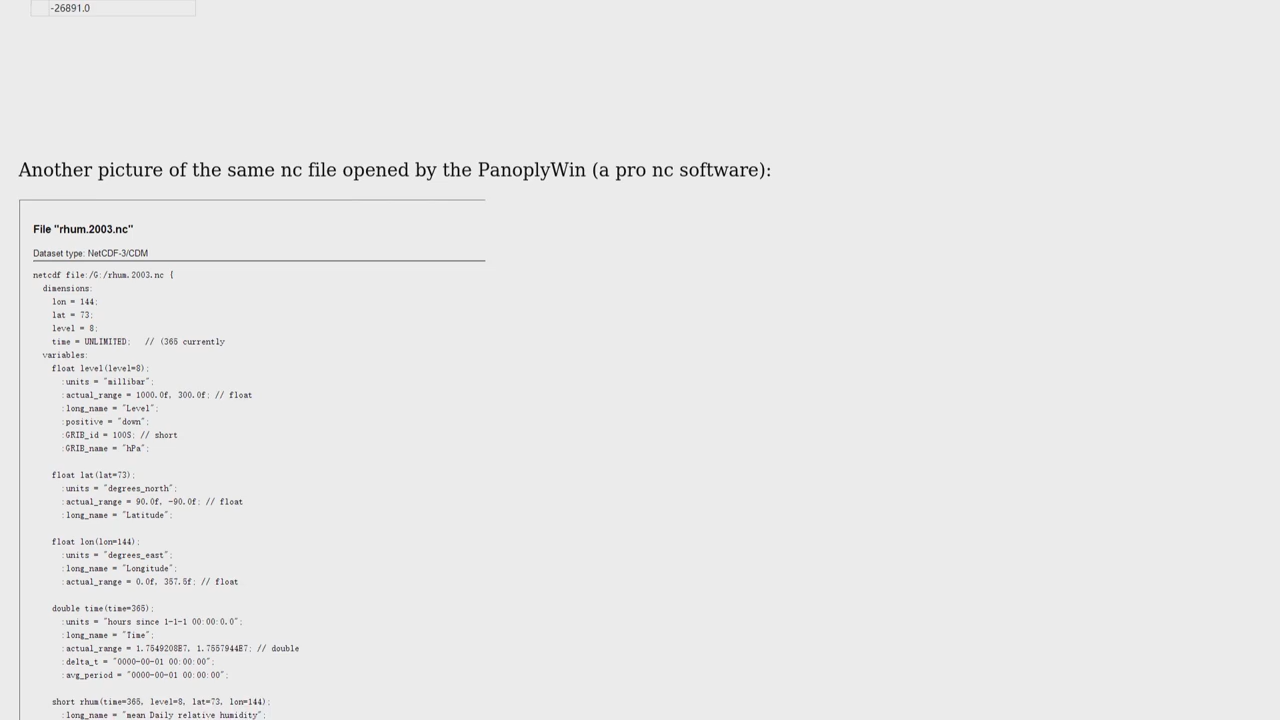 -26891.0
Another picture of the same nc file opened by the PanoplyWin (a pro nc software):
File "rhum.2003.nc"
Dataset type: NetCDF-3/CDM
netcdf file:/G:/rhum.2003.nc {
dimensions:
lon = 144;
lat = 73;
level = 8;
time = UNLIMITED;   // (365 currently
variables:
float level(level=8);
:units = "millibar";
:actual_range = 1000.0f, 300.0f; // float
:long_name = "Level";
:positive = "down";
:GRIB_id = 100S; // short
:GRIB_name = "hPa";
float lat(lat=73);
:units = "degrees_north";
:actual_range = 90.0f, -90.0f; // float
:long_name = "Latitude";
float lon(lon=144);
:units = "degrees_east";
:long_name = "Longitude";
:actual_range = 0.0f, 357.5f; // float
double time(time=365);
:units = "hours since 1-1-1 00:00:0.0";
:long_name = "Time";
:actual_range = 1.7549208E7, 1.7557944E7; // double
:delta_t = "0000-00-01 00:00:00";
:avg_period = "0000-00-01 00:00:00";
short rhum(time=365, level=8, lat=73, lon=144);
:long_name = "mean Daily relative humidity";